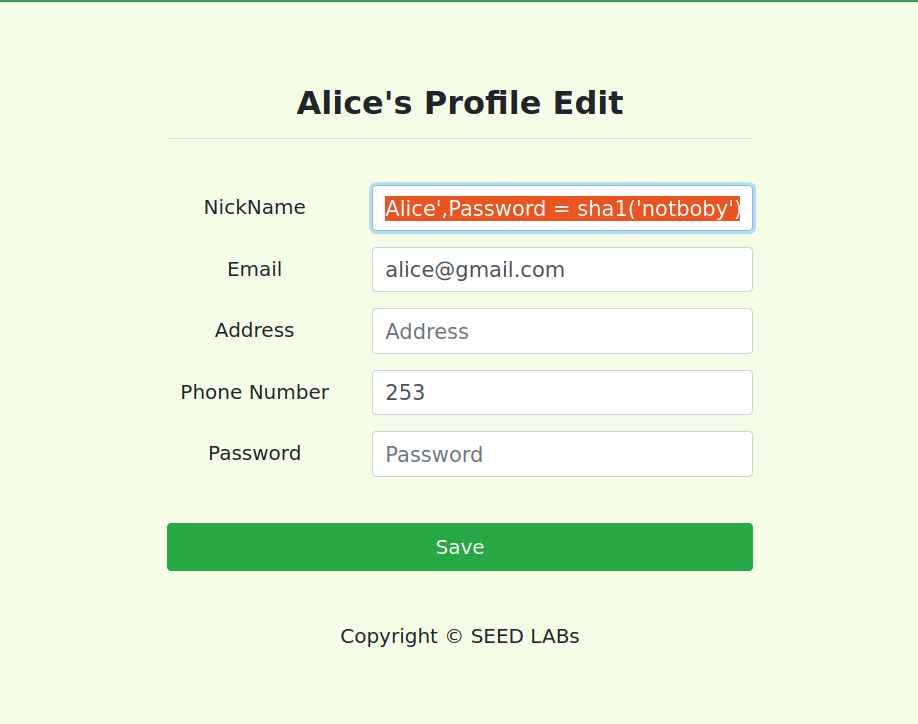 Alice's Profile Edit
NickName
Alice',Password = sha1('notboby')
Email
alice@gmail.com
Address
Address
Phone Number
253
Password
Password
Save
Copyright © SEED LABs